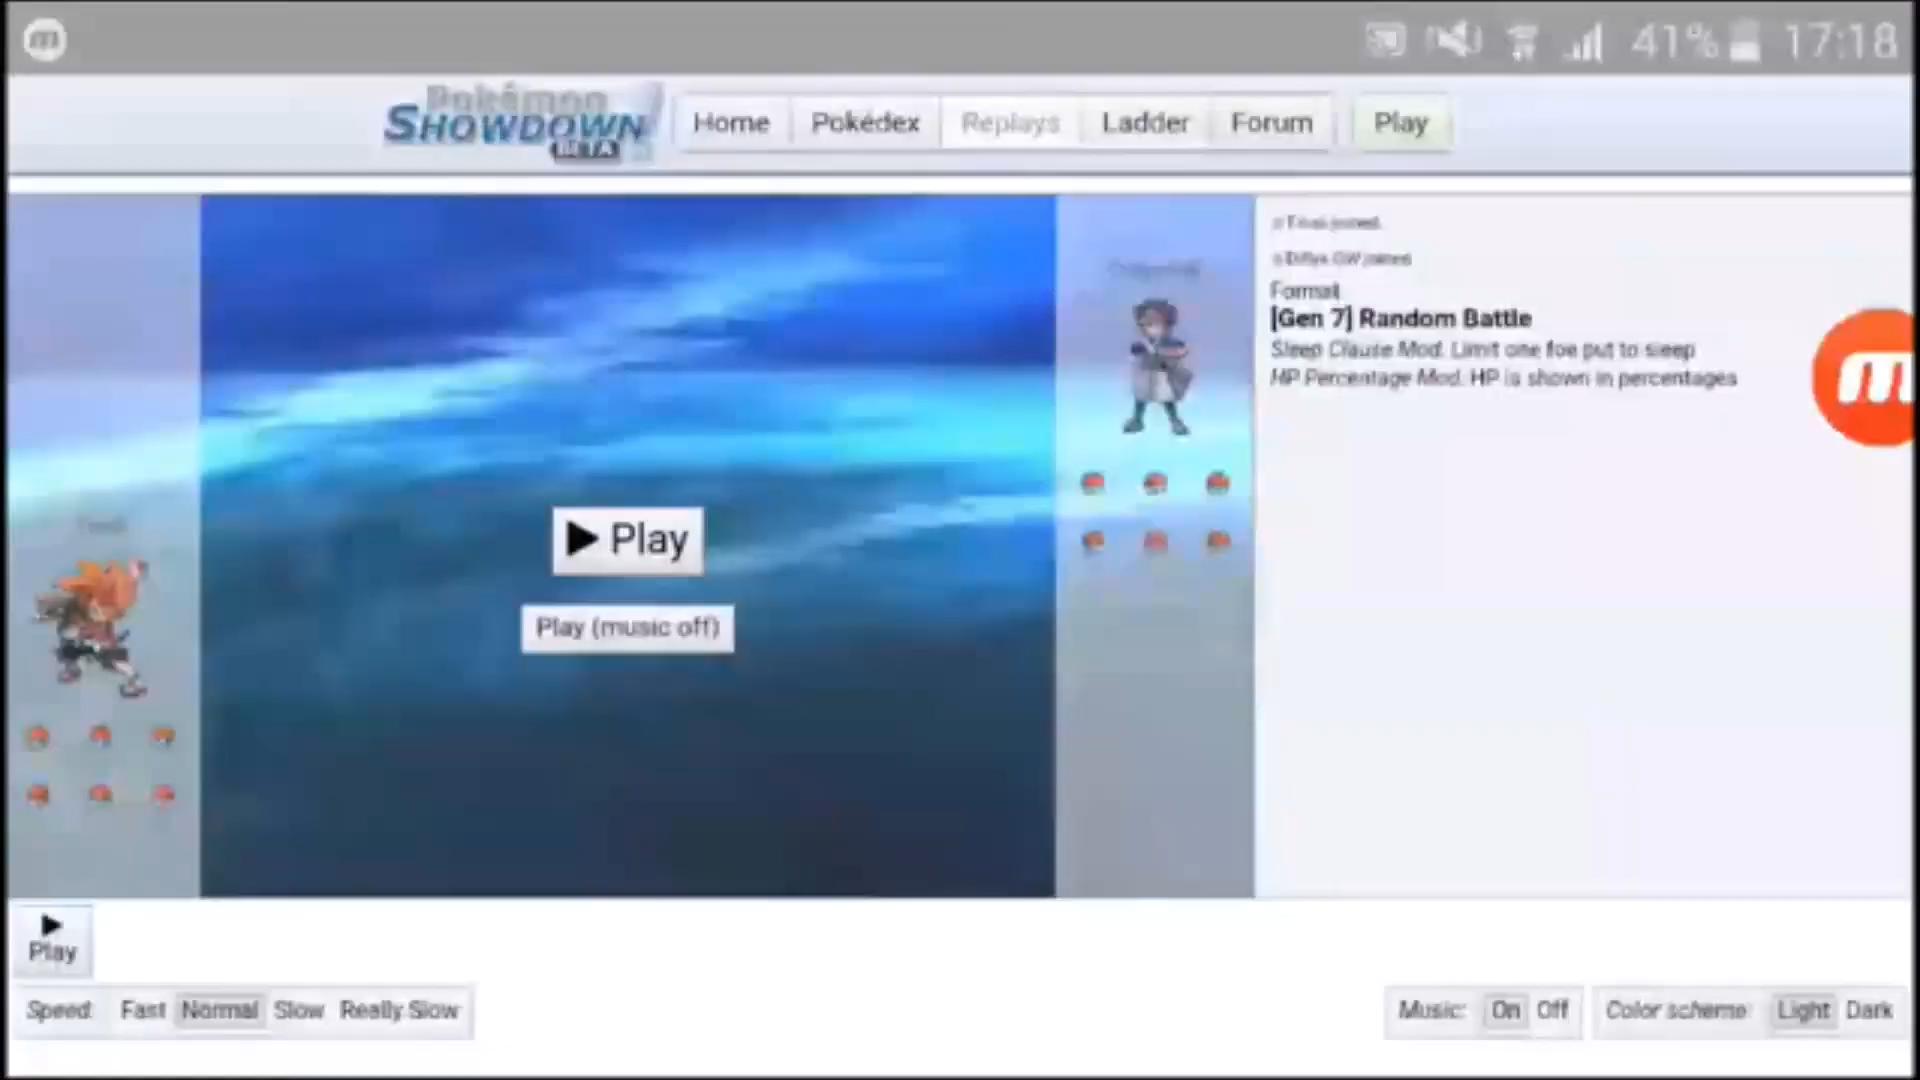 m
41% 17:18
Pokémon
SHOWDOWN
BETA
Home Pokédex Replays Ladder Forum Play
joined.
joined
Format
[Gen 7] Random Battle
Sleep Clause Mod: Limit one foe put to sleep
HP Percentage Mod: HP is shown in percentages
m
Play
Play (music off)
Play
Speed: Fast Normal Slow Really Slow
Music: On Off
Color scheme: Light Dark